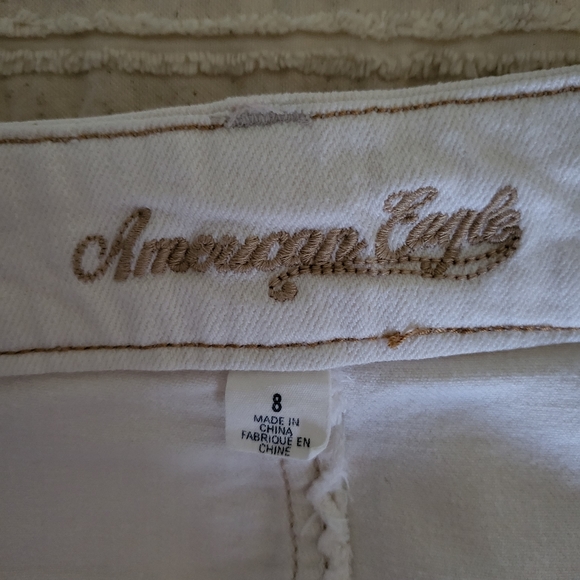 American Eagle
8
MADE IN
CHINA
FABRIQUÉ EN
CHINE